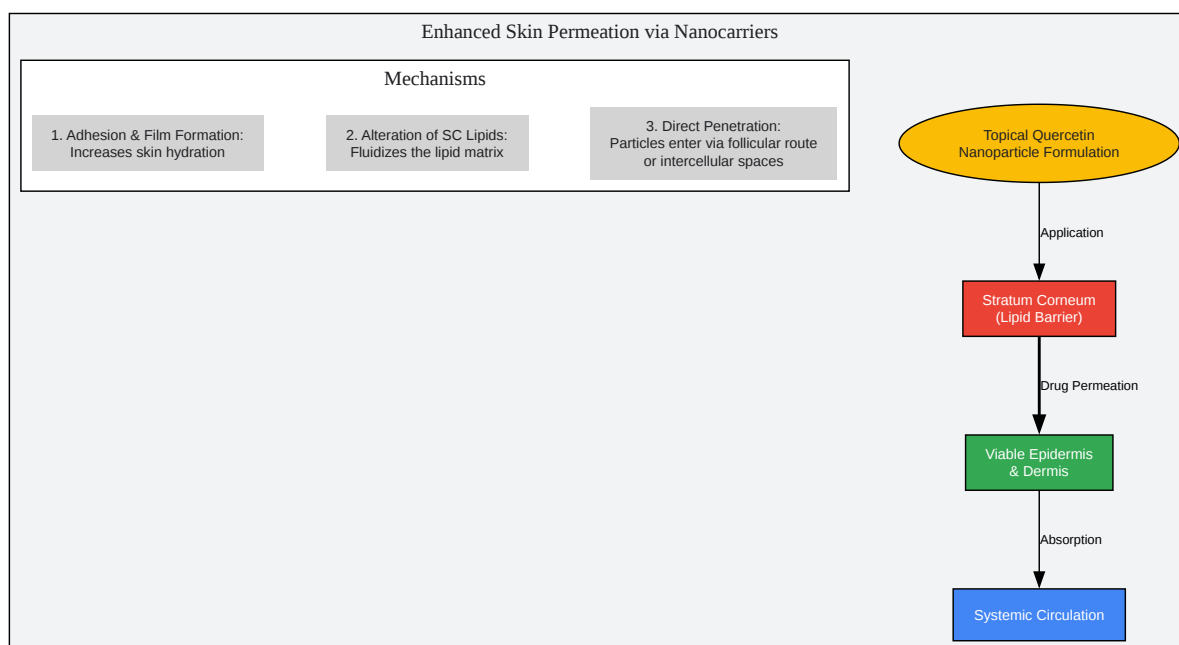 Enhanced Skin Permeation via Nanocarriers
Mechanisms
1. Adhesion & Film Formation:
Increases skin hydration
2. Alteration of SC Lipids:
Fluidizes the lipid matrix
3. Direct Penetration:
Particles enter via follicular route
or intercellular spaces
Topical Quercetin
Nanoparticle Formulation
Application
Stratum Corneum
(Lipid Barrier)
Drug Permeation
Viable Epidermis
& Dermis
Absorption
Systemic Circulation